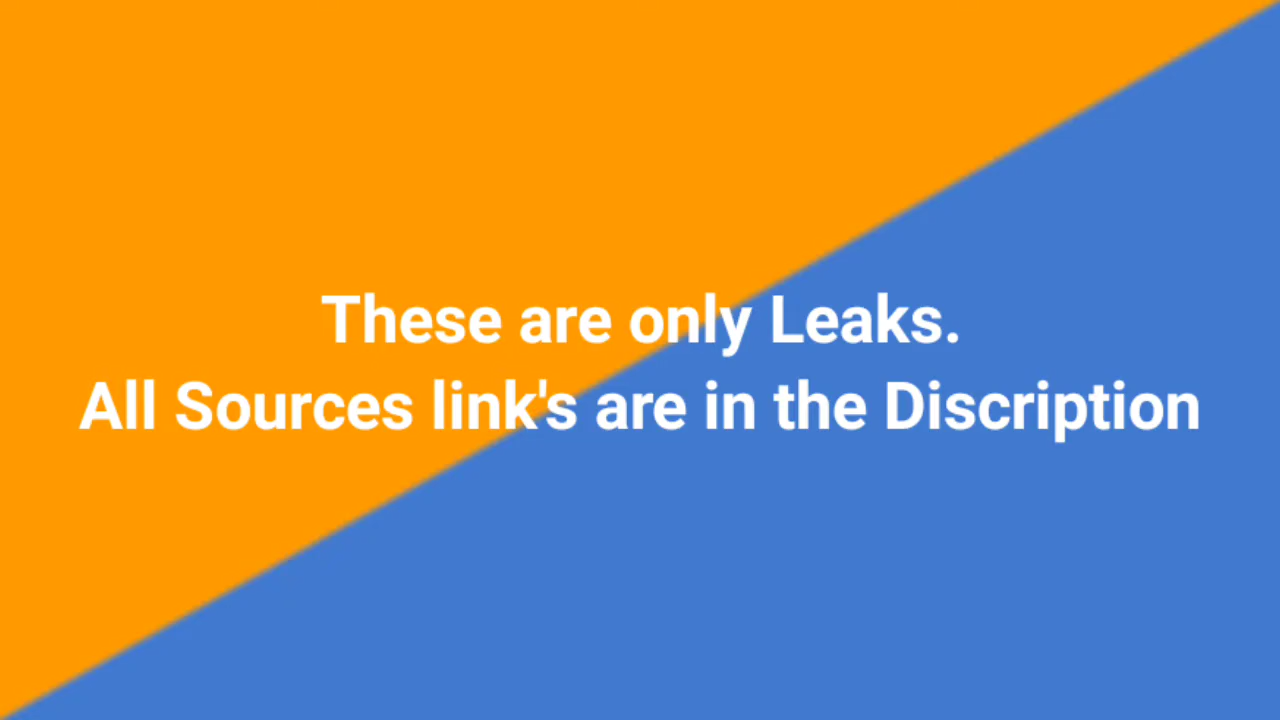 These are only Leaks.
All Sources link's are in the Discription